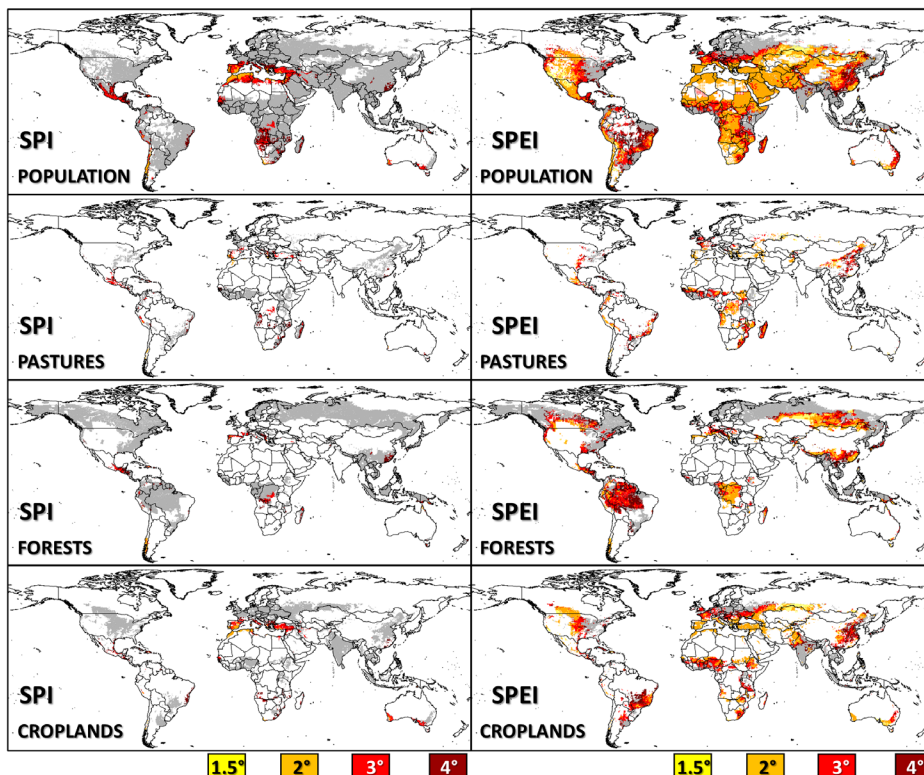 SPI
POPULATION
SPEI
POPULATION
SPI
PASTURES
SPEI
PASTURES
SPI
FORESTS
SPEI
FORESTS
SPI
CROPLANDS
SPEI
CROPLANDS
1.5° 2° 3° 4°
1.5° 2° 3° 4°